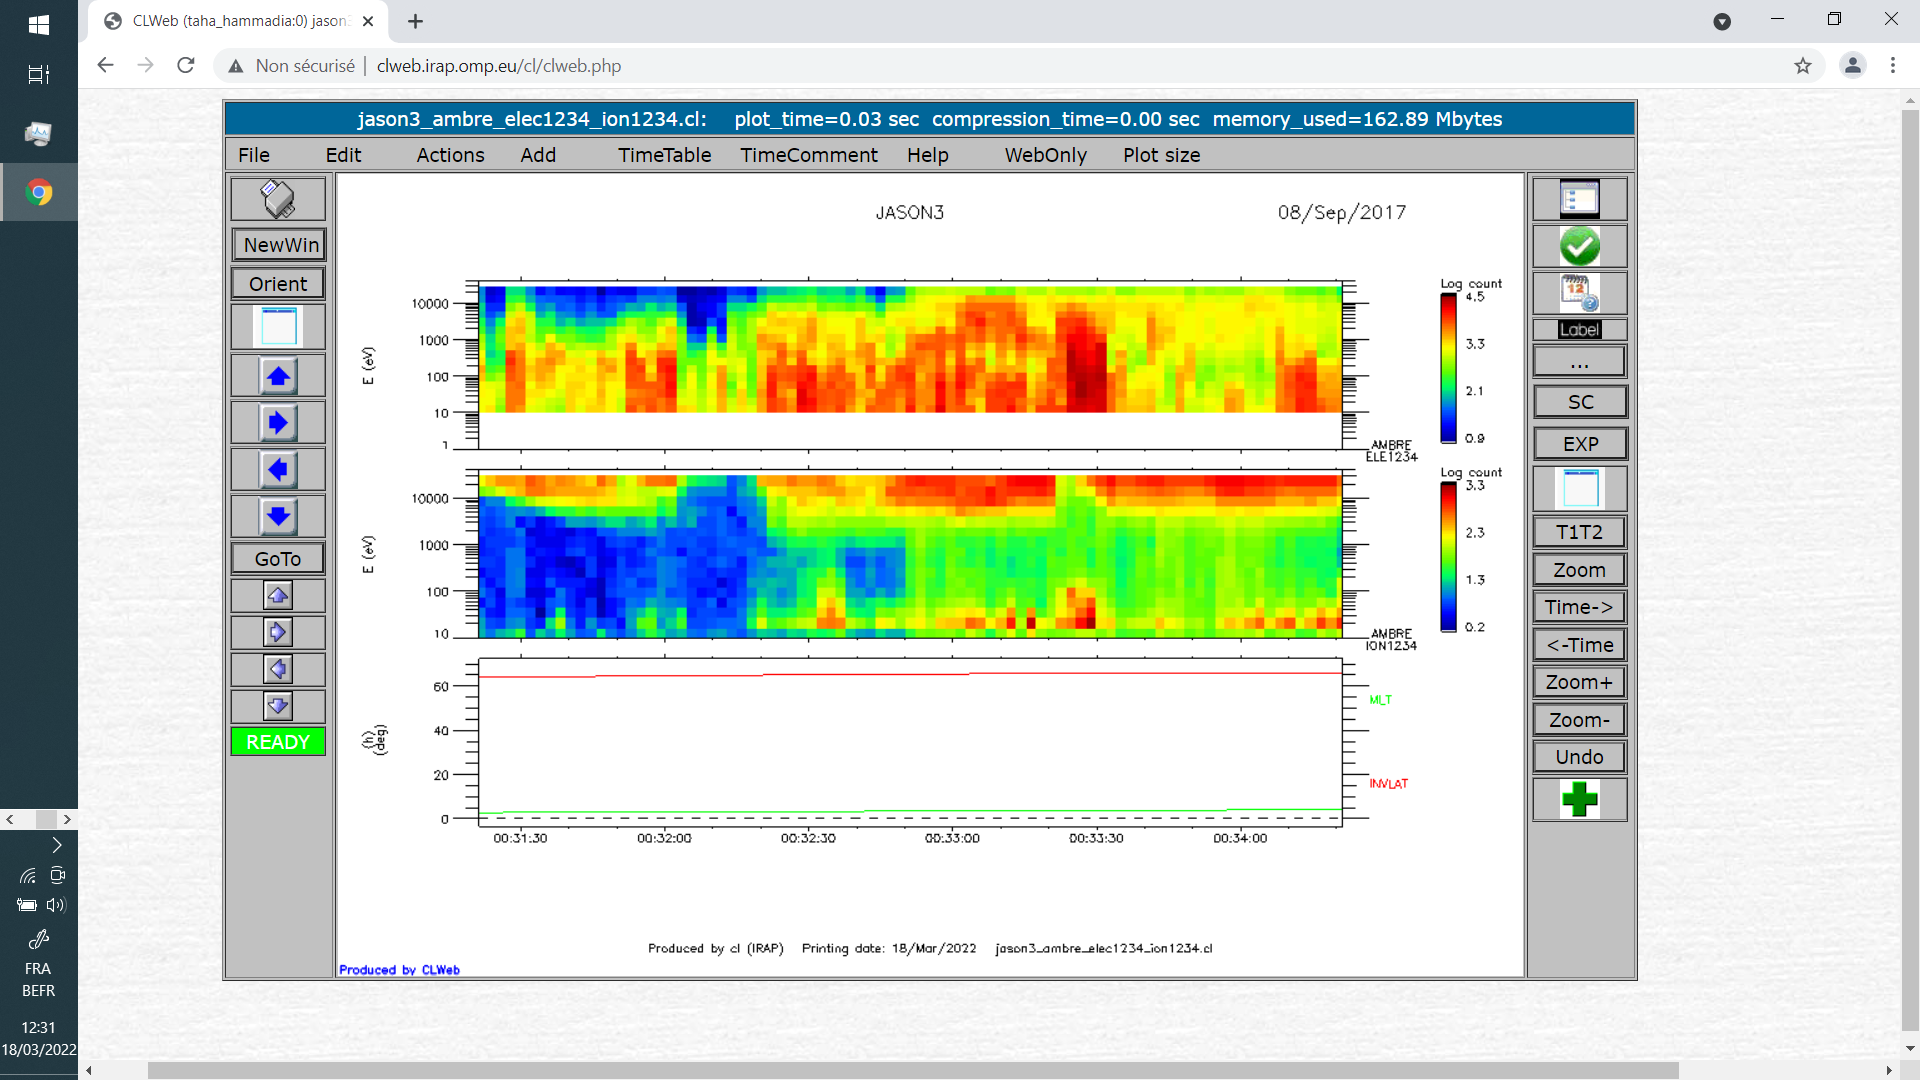 CLWeb (taha_hammadia:0) jason3
Non sécurisé | clweb.irap.omp.eu/cl/clweb.php
jason3_ambre_elec1234_ion1234.cl: plot_time=0.03 sec compression_time=0.00 sec memory_used=162.89 Mbytes
File Edit Actions Add TimeTable TimeComment Help WebOnly Plot size
NewWin
Orient
GoTo
READY
JASON3 08/Sep/2017
Log count
4.5
3.3
2.1
0.9
E (eV)
10000
1000
100
10
1
AMBRE
ELE1234
Log count
3.3
2.3
1.3
0.2
E (eV)
10000
1000
100
10
AMBRE
ION1234
(h)
(deg)
60
40
20
0
MLT
INVLAT
00:31:30 00:32:00 00:32:30 00:33:00 00:33:30 00:34:00
Produced by cl (IRAP) Printing date: 18/Mar/2022 jason3_ambre_elec1234_ion1234.cl
Produced by CLWeb
12
Label
...
SC
EXP
T1T2
Zoom
Time->
<-Time
Zoom+
Zoom-
Undo
FRA
BEFR
12:31
18/03/2022